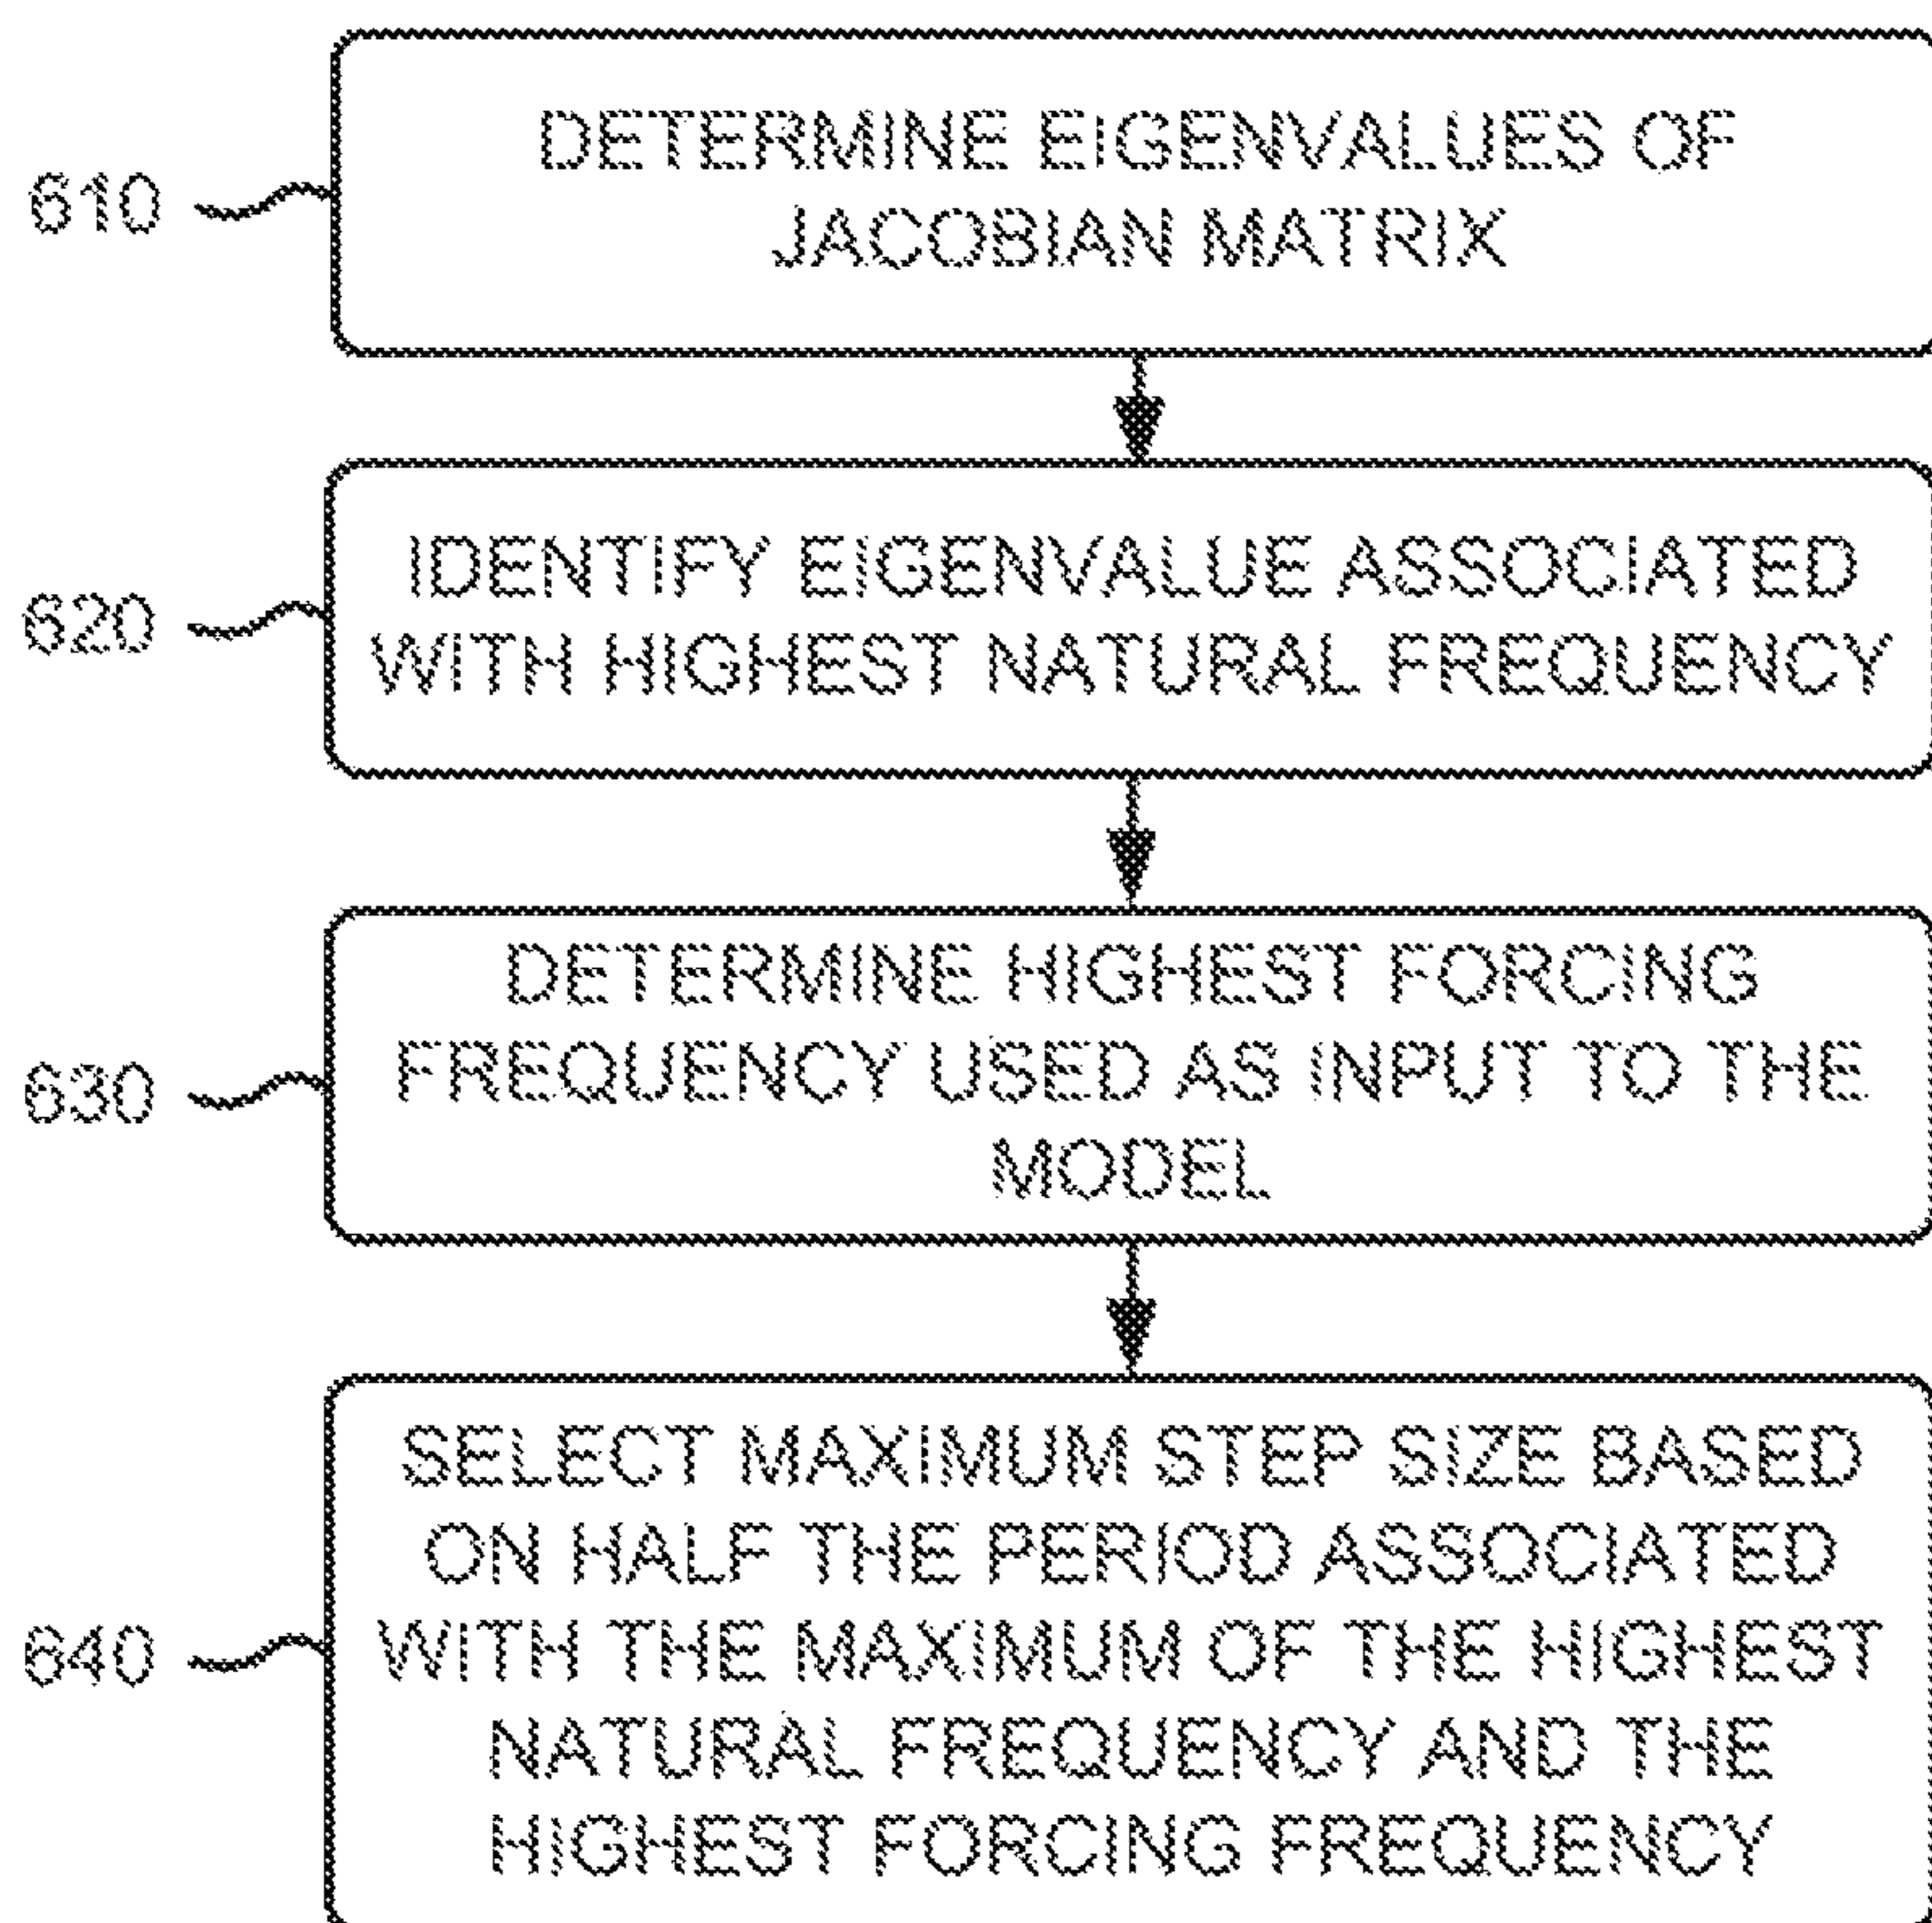 610
DETERMINE EIGENVALUES OF
JACOBIAN MATRIX
620
IDENTIFY EIGENVALUE ASSOCIATED
WITH HIGHEST NATURAL FREQUENCY
630
DETERMINE HIGHEST FORCING
FREQUENCY USED AS INPUT TO THE
MODEL
640
SELECT MAXIMUM STEP SIZE BASED
ON HALF THE PERIOD ASSOCIATED
WITH THE MAXIMUM OF THE HIGHEST
NATURAL FREQUENCY AND THE
HIGHEST FORCING FREQUENCY